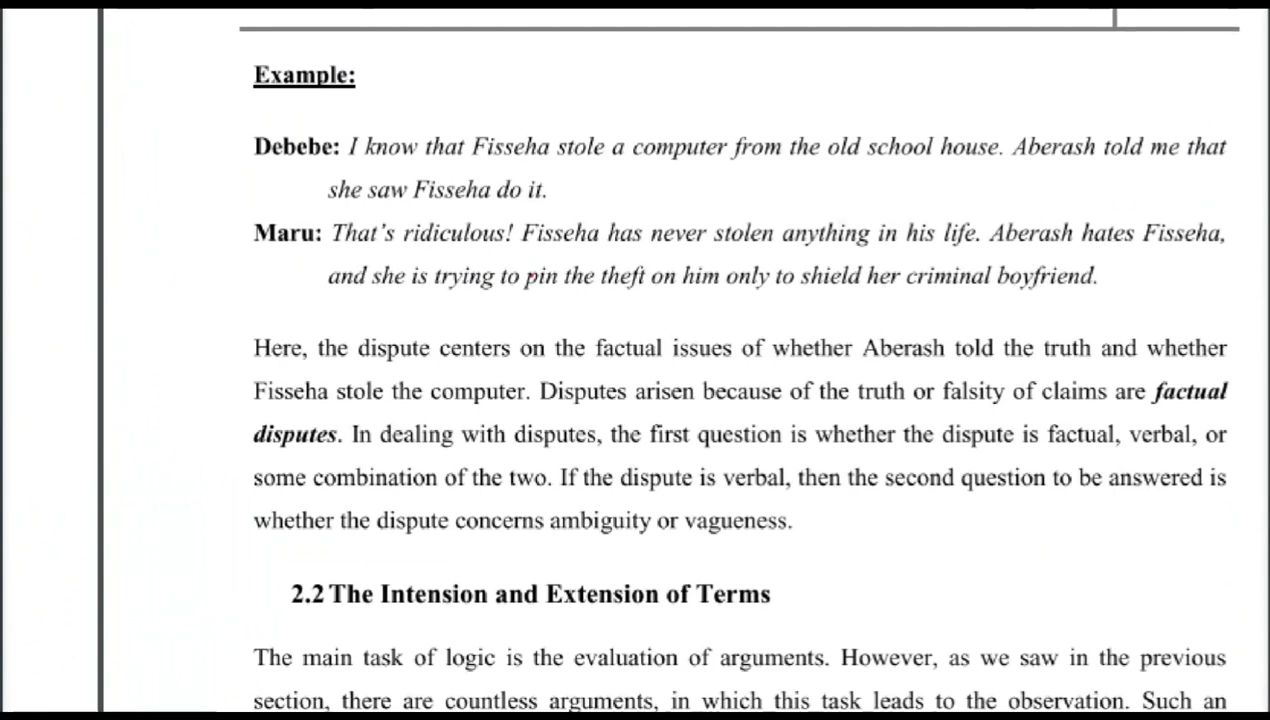 Example:
Debebe: I know that Fisseha stole a computer from the old school house. Aberash told me that
she saw Fisseha do it.
Maru: That's ridiculous! Fisseha has never stolen anything in his life. Aberash hates Fisseha,
and she is trying to pin the theft on him only to shield her criminal boyfriend.
Here, the dispute centers on the factual issues of whether Aberash told the truth and whether
Fisseha stole the computer. Disputes arisen because of the truth or falsity of claims are factual
disputes. In dealing with disputes, the first question is whether the dispute is factual, verbal, or
some combination of the two. If the dispute is verbal, then the second question to be answered is
whether the dispute concerns ambiguity or vagueness.
2.2 The Intension and Extension of Terms
The main task of logic is the evaluation of arguments. However, as we saw in the previous
section, there are countless arguments, in which this task leads to the observation. Such an